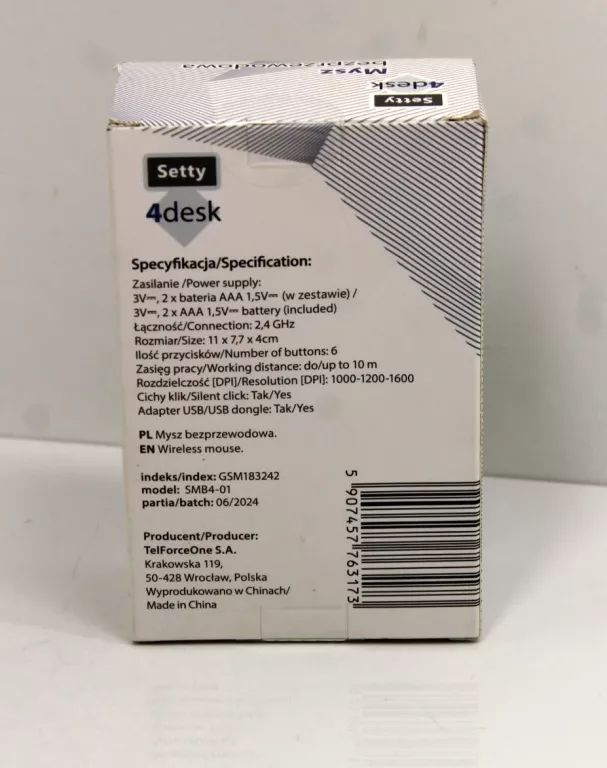 Mysz
bezprzewodowa
4desk
Setty
Setty
4desk
Specyfikacja/Specification:
Zasilanie /Power supply:
3V⎓, 2 x bateria AAA 1,5V⎓ (w zestawie) /
3V⎓, 2 x AAA 1,5V⎓ battery (included)
Łączność/Connection: 2,4 GHz
Rozmiar/Size: 11 x 7,7 x 4cm
Ilość przycisków/Number of buttons: 6
Zasięg pracy/Working distance: do/up to 10 m
Rozdzielczość [DPI]/Resolution [DPI]: 1000-1200-1600
Cichy klik/Silent click: Tak/Yes
Adapter USB/USB dongle: Tak/Yes
PL Mysz bezprzewodowa.
EN Wireless mouse.
indeks/index: GSM183242
model: SMB4-01
partia/batch: 06/2024
Producent/Producer:
TelForceOne S.A.
Krakowska 119,
50-428 Wrocław, Polska
Wyprodukowano w Chinach/
Made in China
5 907457 763173